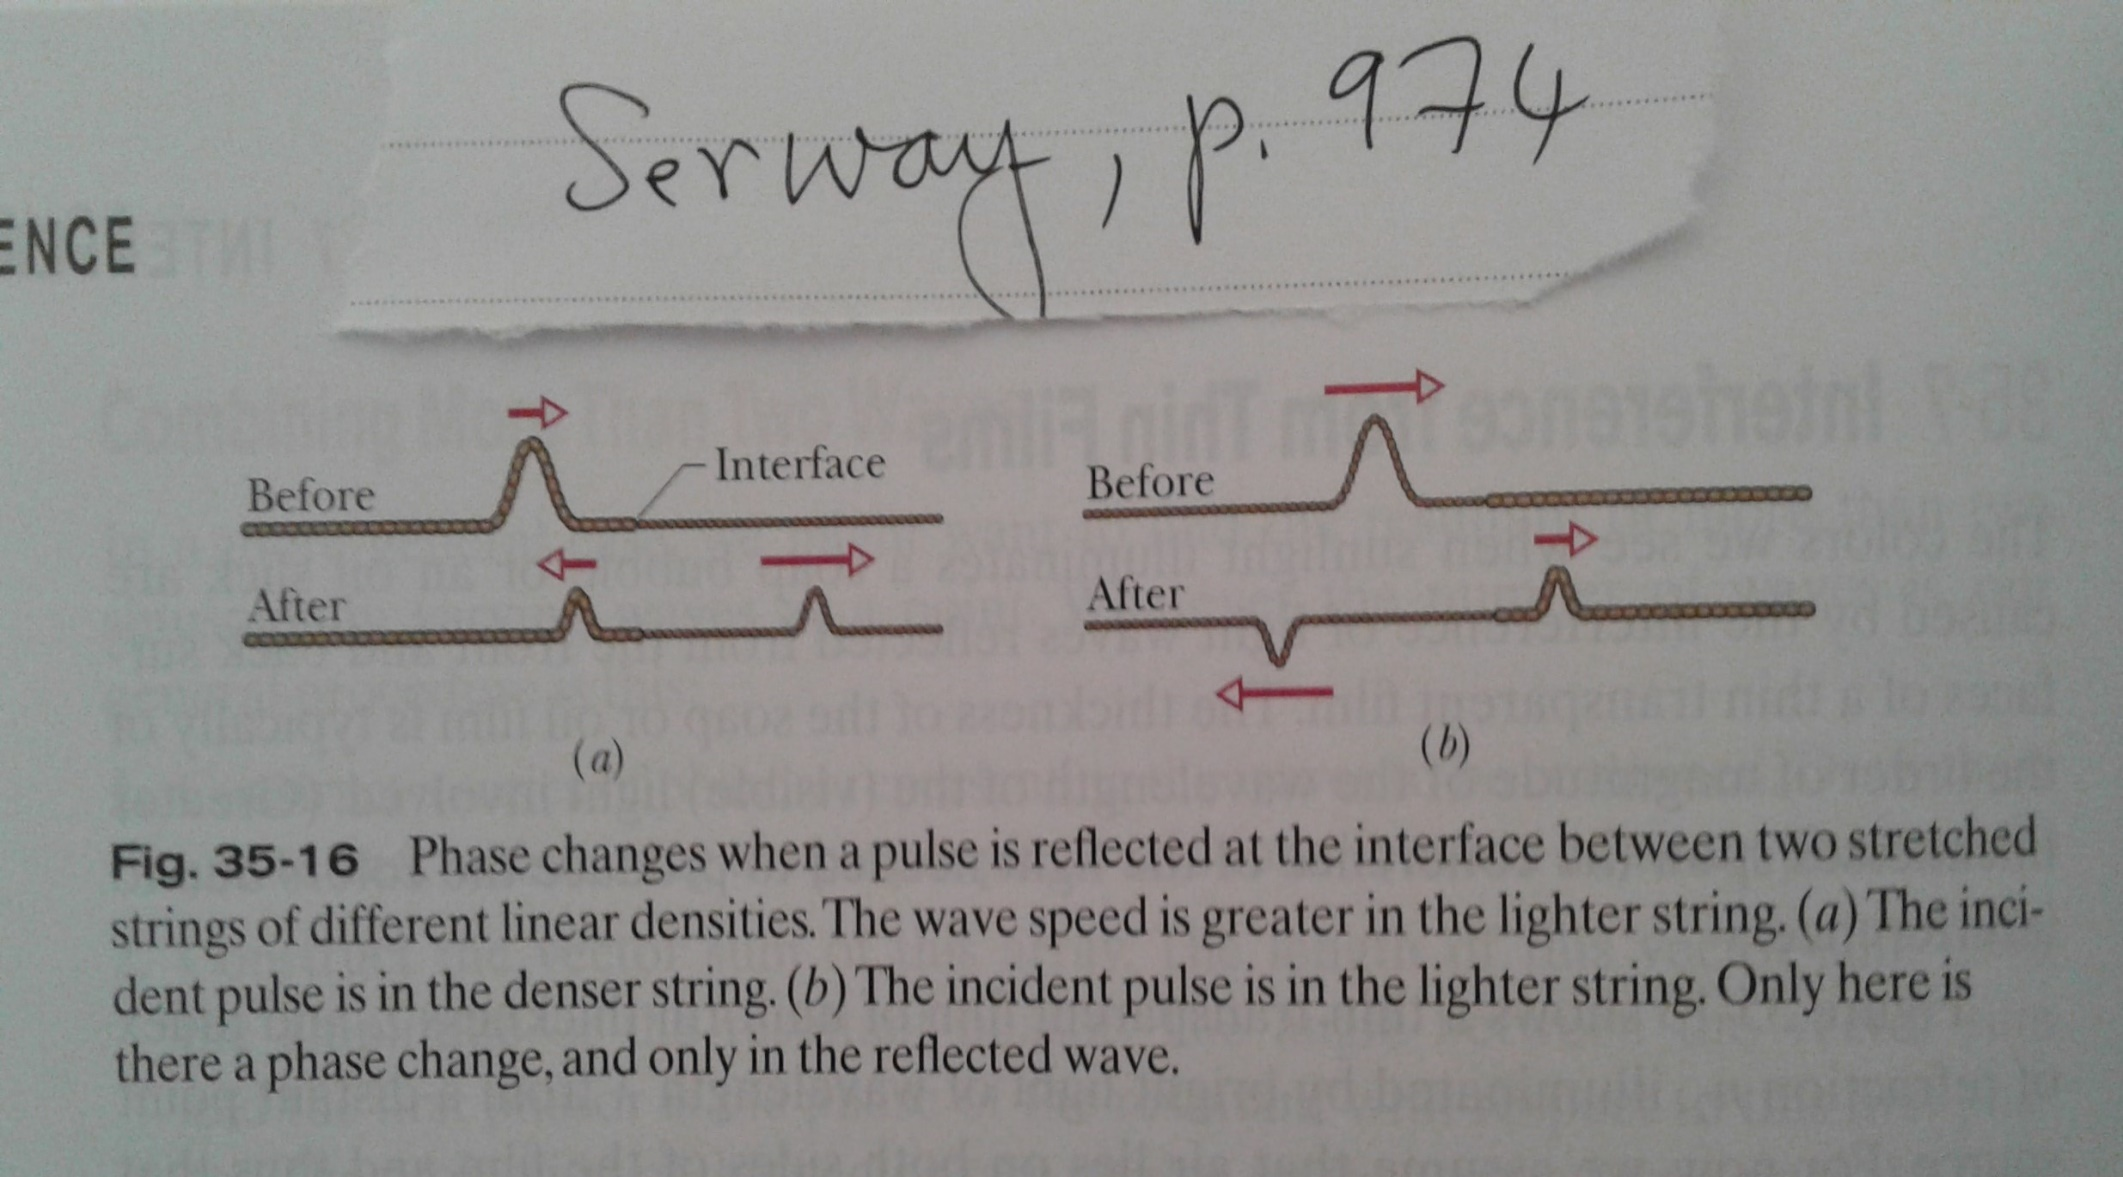 Serway, p. 974
ENCE
Before
Interface
After
(a)
Before
After
(b)
Fig. 35-16 Phase changes when a pulse is reflected at the interface between two stretched
strings of different linear densities. The wave speed is greater in the lighter string. (a) The inci-
dent pulse is in the denser string. (b) The incident pulse is in the lighter string. Only here is
there a phase change, and only in the reflected wave.